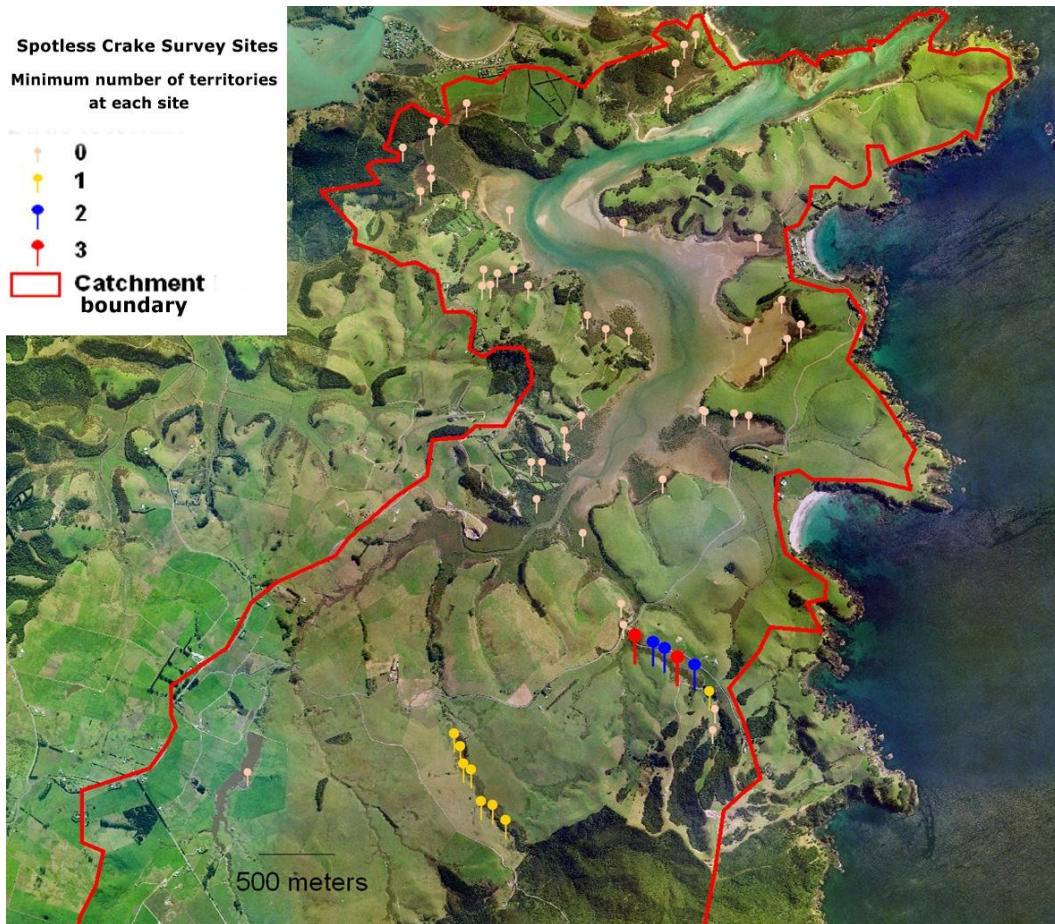 Spotless Crake Survey Sites
Minimum number of territories
at each site
0
1
2
3
Catchment
boundary
500 meters